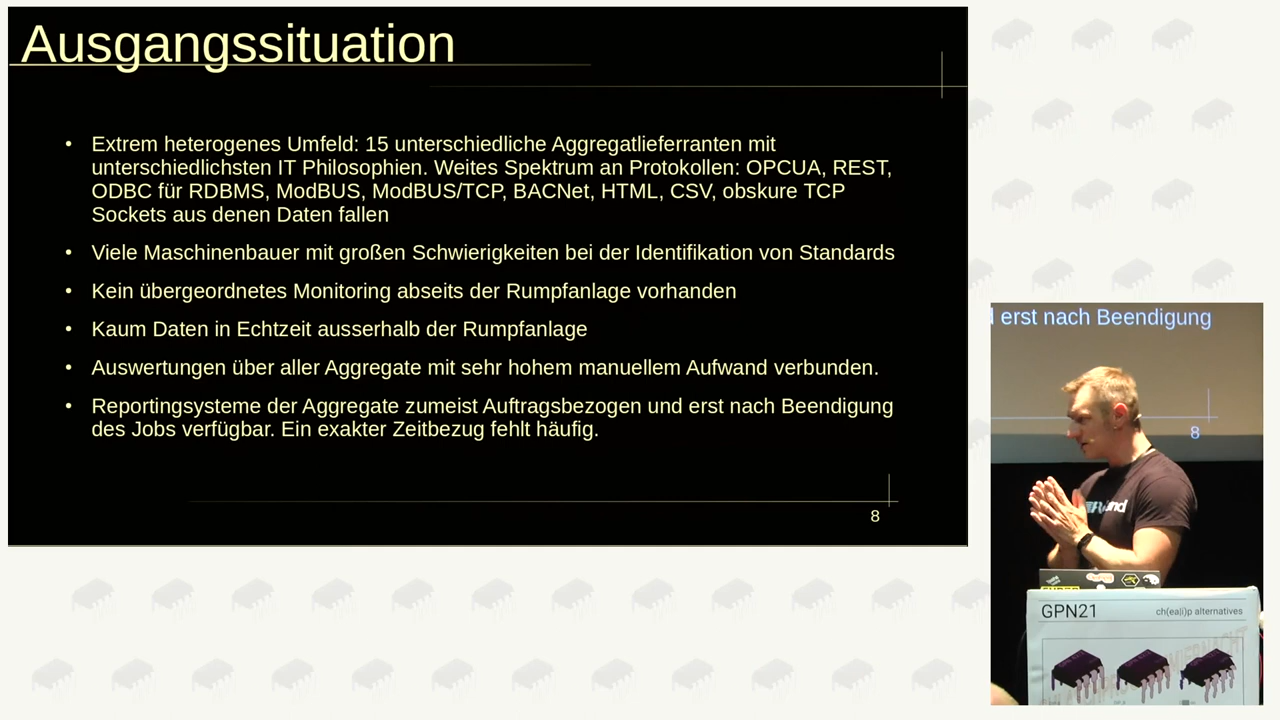 Ausgangssituation
• Extrem heterogenes Umfeld: 15 unterschiedliche Aggregatlieferranten mit
unterschiedlichsten IT Philosophien. Weites Spektrum an Protokollen: OPCUA, REST,
ODBC für RDBMS, ModBUS, ModBUS/TCP, BACNet, HTML, CSV, obskure TCP
Sockets aus denen Daten fallen
• Viele Maschinenbauer mit großen Schwierigkeiten bei der Identifikation von Standards
• Kein übergeordnetes Monitoring abseits der Rumpfanlage vorhanden
• Kaum Daten in Echtzeit ausserhalb der Rumpfanlage
• Auswertungen über aller Aggregate mit sehr hohem manuellem Aufwand verbunden.
• Reportingsysteme der Aggregate zumeist Auftragsbezogen und erst nach Beendigung
des Jobs verfügbar. Ein exakter Zeitbezug fehlt häufig.
8
erst nach Beendigung
8
GPN21
ch(ea|i)p alternatives